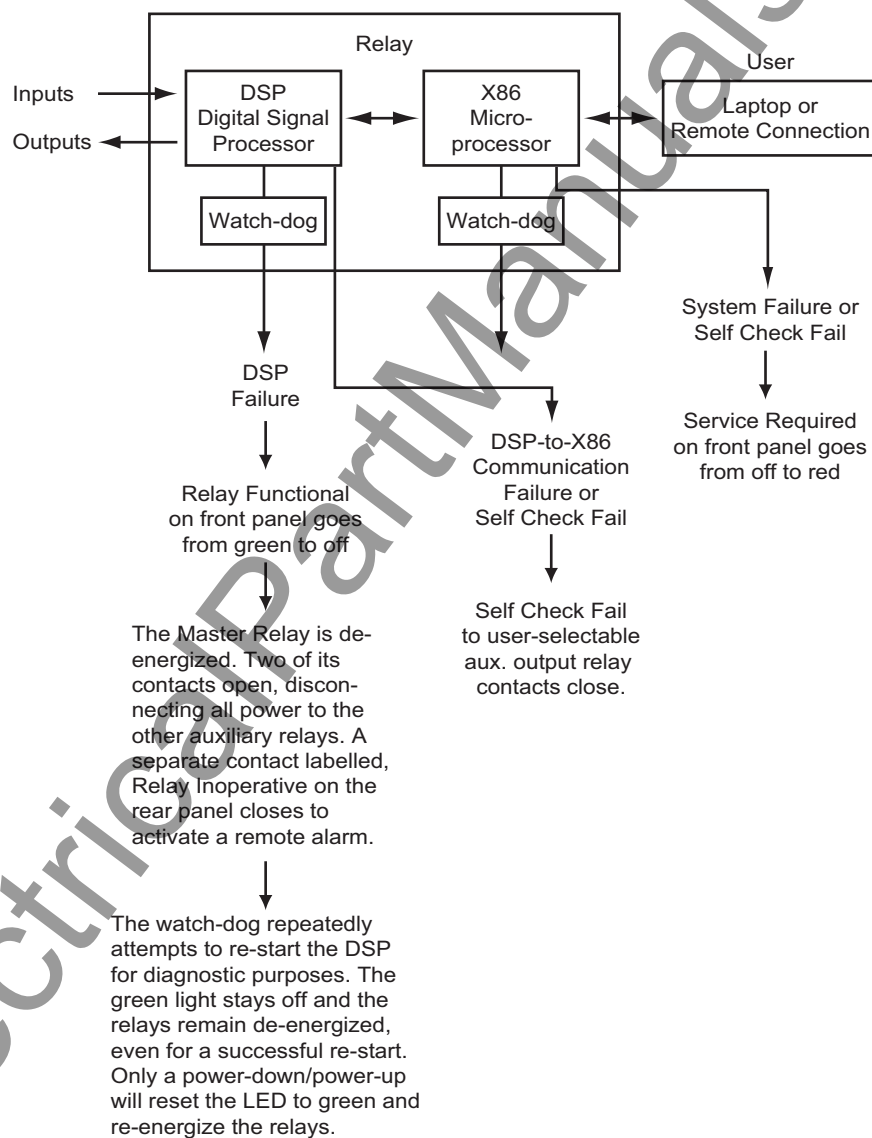 Relay
User
Inputs
Outputs
DSP
Digital Signal
Processor
X86
Micro-
processor
Laptop or
Remote Connection
Watch-dog
Watch-dog
DSP
Failure
Relay Functional
on front panel goes
from green to off
The Master Relay is de-
energized. Two of its
contacts open, discon-
necting all power to the
other auxiliary relays. A
separate contact labelled,
Relay Inoperative on the
rear panel closes to
activate a remote alarm.
The watch-dog repeatedly
attempts to re-start the DSP
for diagnostic purposes. The
green light stays off and the
relays remain de-energized,
even for a successful re-start.
Only a power-down/power-up
will reset the LED to green and
re-energize the relays.
DSP-to-X86
Communication
Failure or
Self Check Fail
Self Check Fail
to user-selectable
aux. output relay
contacts close.
System Failure or
Self Check Fail
Service Required
on front panel goes
from off to red
ectricalPartManuals